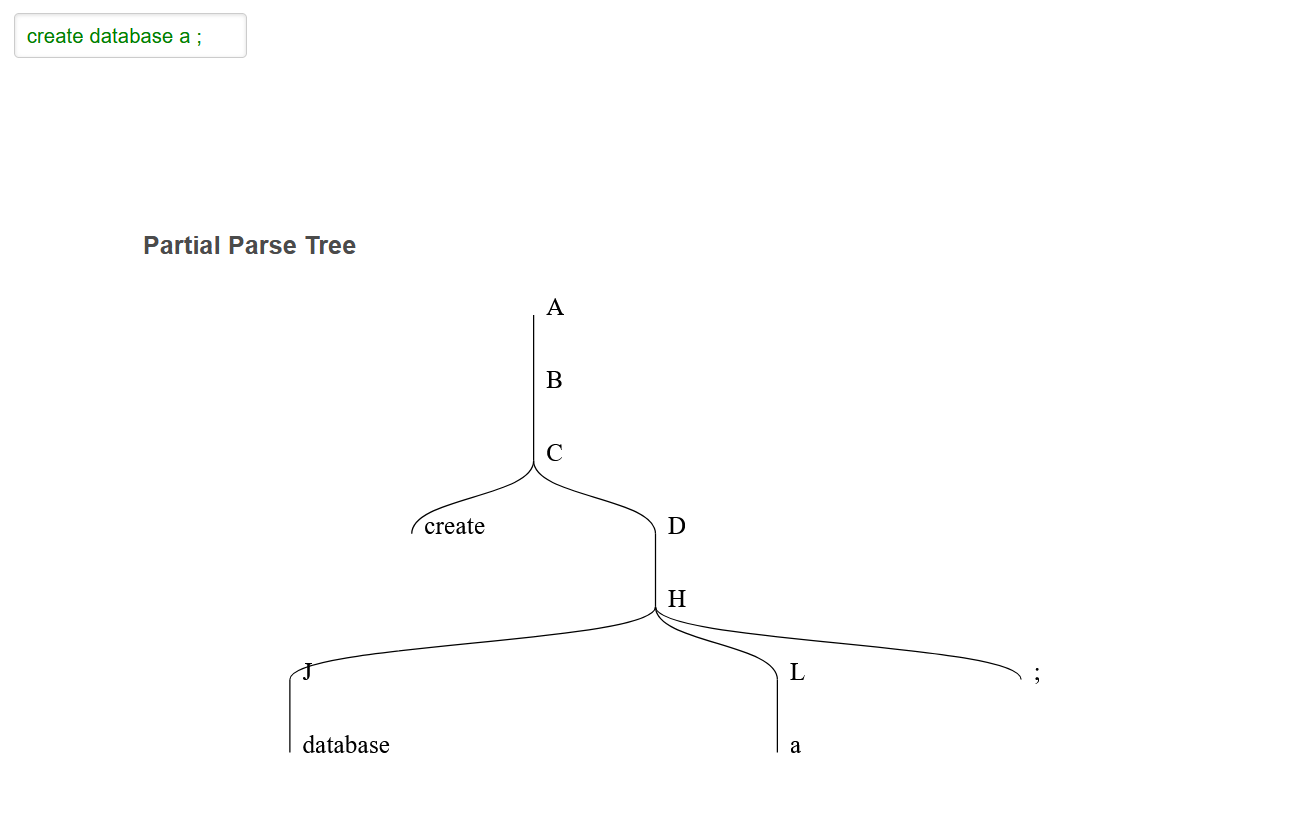 create database a ;
Partial Parse Tree
A
B
C
create D
H
J L ;
database a